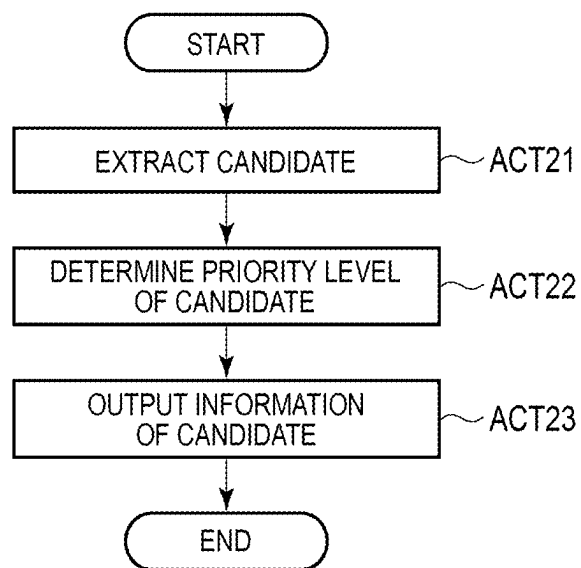 START
EXTRACT CANDIDATE
ACT21
DETERMINE PRIORITY LEVEL
OF CANDIDATE
ACT22
OUTPUT INFORMATION
OF CANDIDATE
ACT23
END